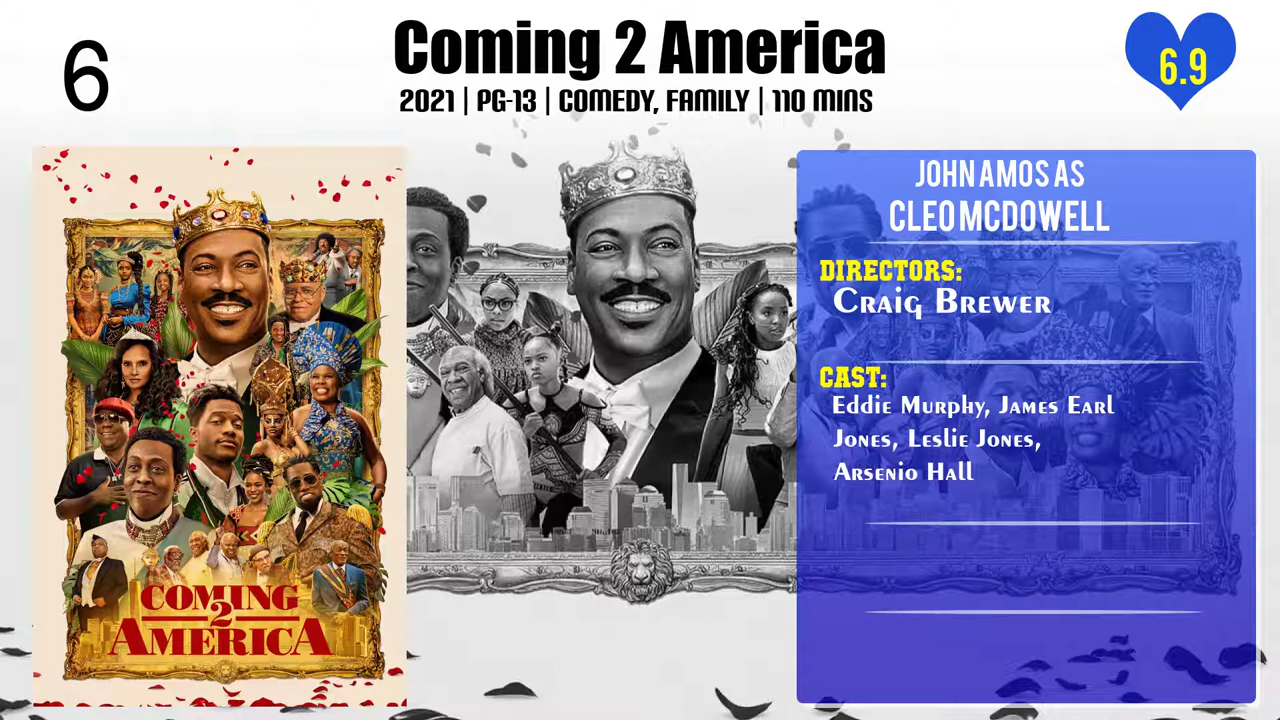 6
Coming 2 America
2021 | PG-13 | COMEDY, FAMILY | 110 MINS
6.9
COMING
2
AMERICA
JOHN AMOS AS
CLEO MCDOWELL
DIRECTORS:
Craig Brewer
CAST:
Eddie Murphy, James Earl
Jones, Leslie Jones,
Arsenio Hall